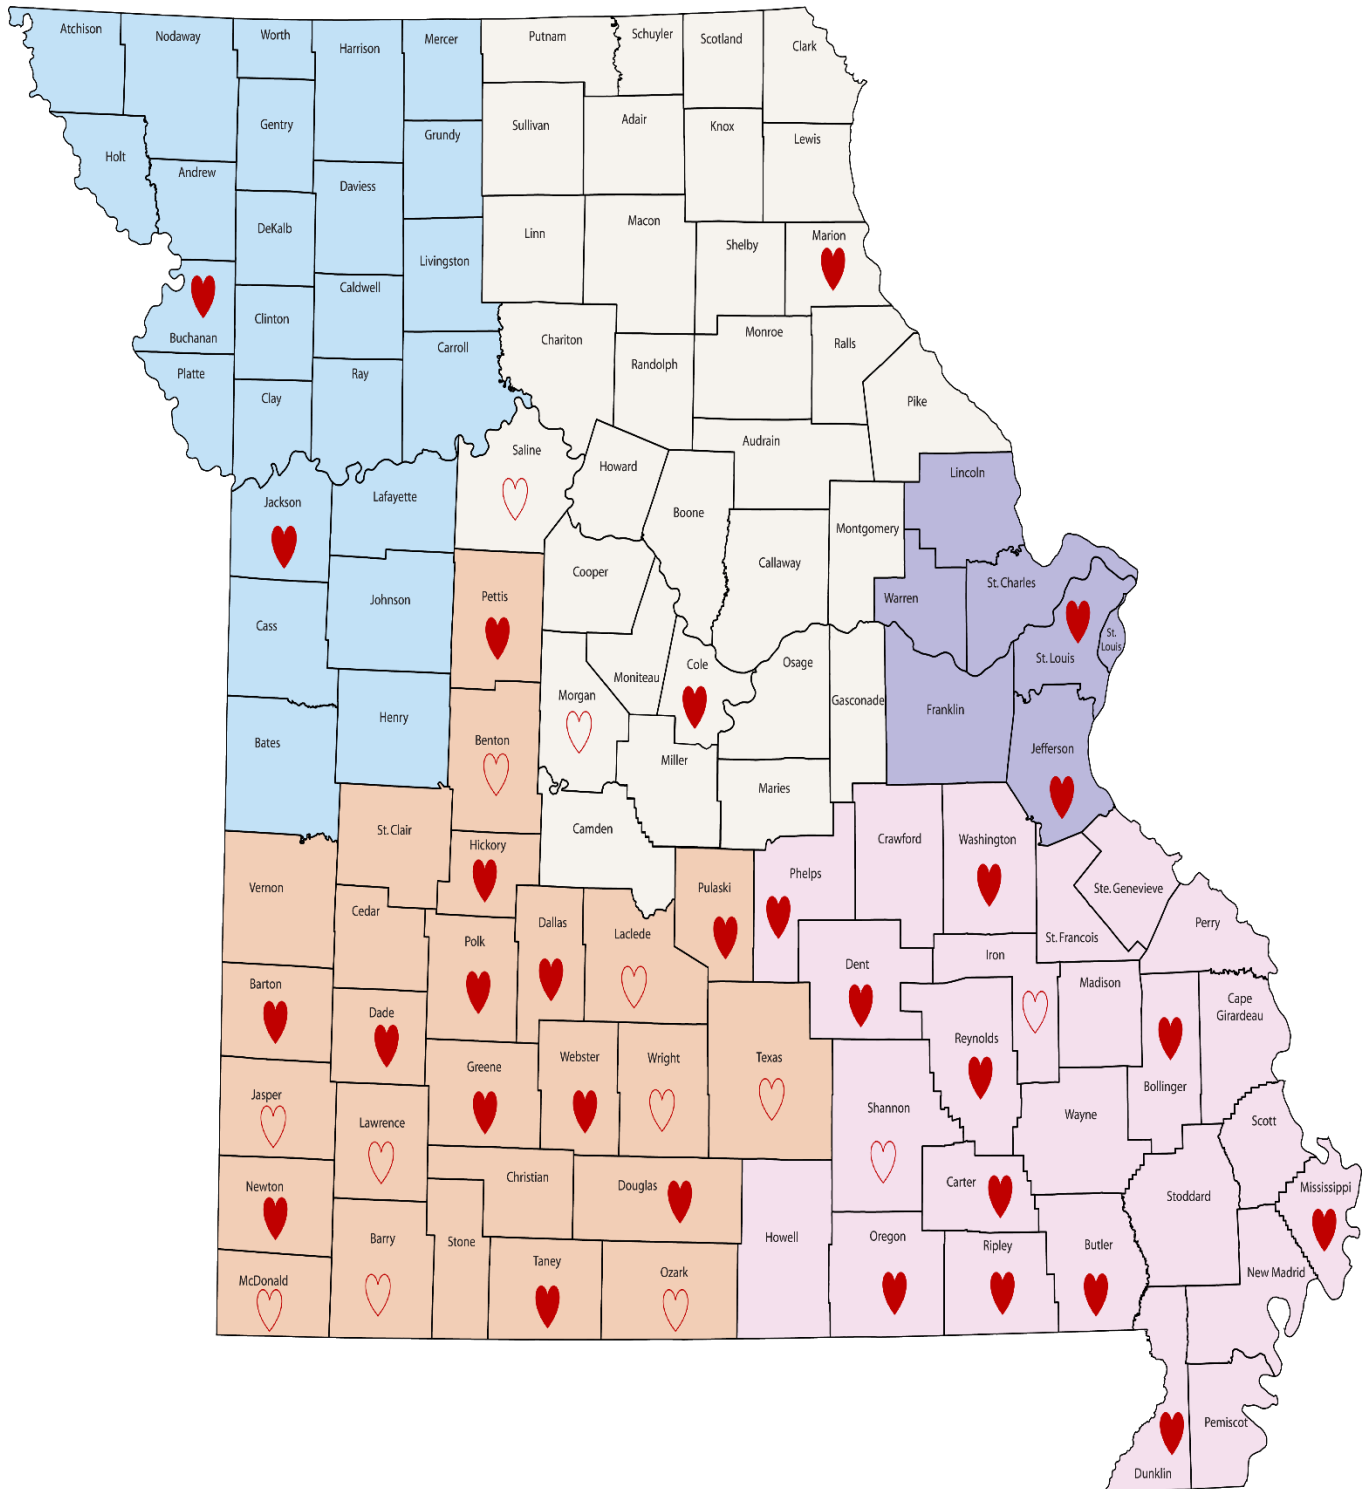 Atchison
Nodaway
Worth
Harrison
Mercer
Putnam
Schuyler
Scotland
Clark
Gentry
Grundy
Sullivan
Adair
Knox
Lewis
Holt
Andrew
Daviess
DeKalb
Livingston
Linn
Macon
Shelby
Marion
Buchanan
Clinton
Caldwell
Carroll
Chariton
Randolph
Monroe
Ralls
Platte
Clay
Ray
Pike
Saline
Howard
Audrain
Boone
Lincoln
Jackson
Lafayette
Montgomery
Cooper
Callaway
Pettis
Johnson
Warren
St. Charles
Cass
St.
Louis
St. Louis
Cole
Osage
Moniteau
Morgan
Gasconade
Franklin
Henry
Bates
Benton
Miller
Jefferson
Maries
St. Clair
Camden
Hickory
Crawford
Washington
Vernon
Pulaski
Phelps
Ste. Genevieve
Cedar
Dallas
Laclede
Perry
Polk
St. Francois
Iron
Dent
Barton
Dade
Madison
Cape
Girardeau
Reynolds
Greene
Webster
Wright
Texas
Jasper
Lawrence
Shannon
Wayne
Bollinger
Scott
Newton
Christian
Douglas
Carter
Stoddard
Mississippi
Barry
Stone
Howell
Oregon
Ripley
Butler
Taney
Ozark
New Madrid
McDonald
Pemiscot
Dunklin